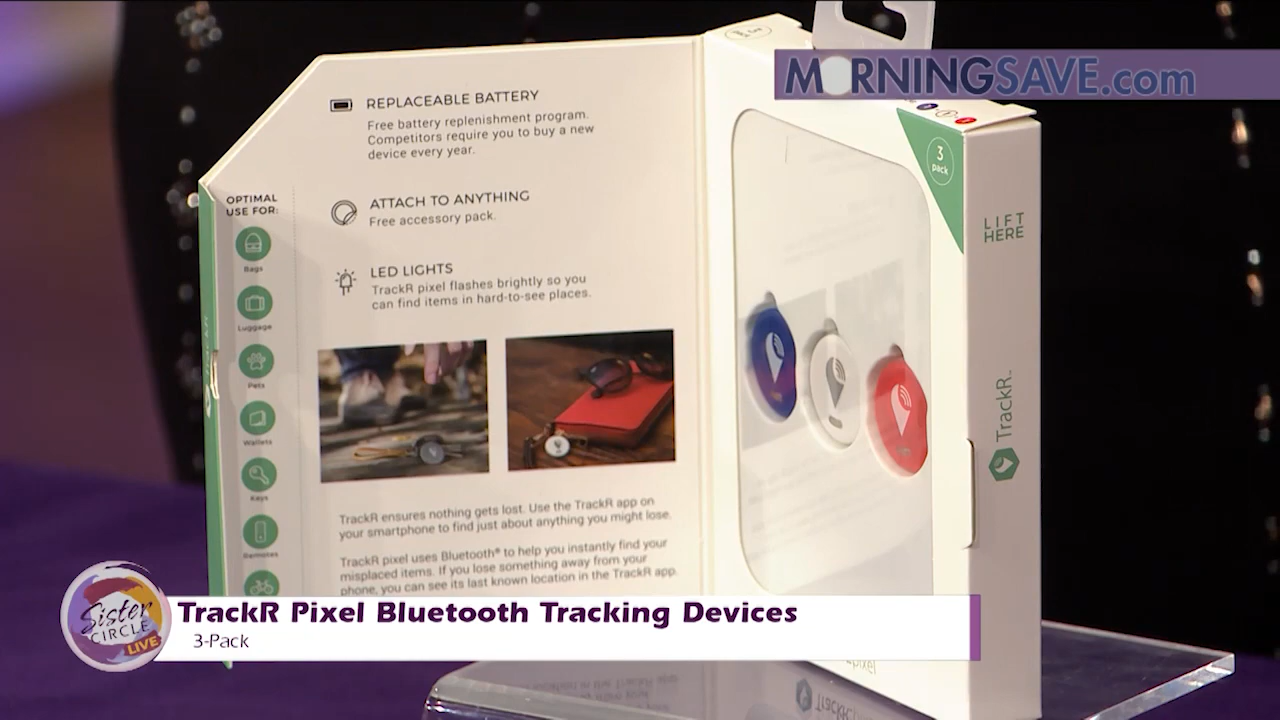 MORNINGSAVE.com
REPLACEABLE BATTERY
Free battery replenishment program.
Competitors require you to buy a new
device every year.
ATTACH TO ANYTHING
Free accessory pack.
LED LIGHTS
TrackR pixel flashes brightly so you
can find items in hard-to-see places.
OPTIMAL
USE FOR:
Bags
Luggage
Pets
Wallets
Keys
Remotes
TrackR ensures nothing gets lost. Use the TrackR app on
your smartphone to find just about anything you might lose.
TrackR pixel uses Bluetooth® to help you instantly find your
misplaced items. If you lose something away from your
phone, you can see its last known location in the TrackR app.
3
pack
LIFT
HERE
TrackR™
Sister
CIRCLE
LIVE
TrackR Pixel Bluetooth Tracking Devices
3-Pack
pixel